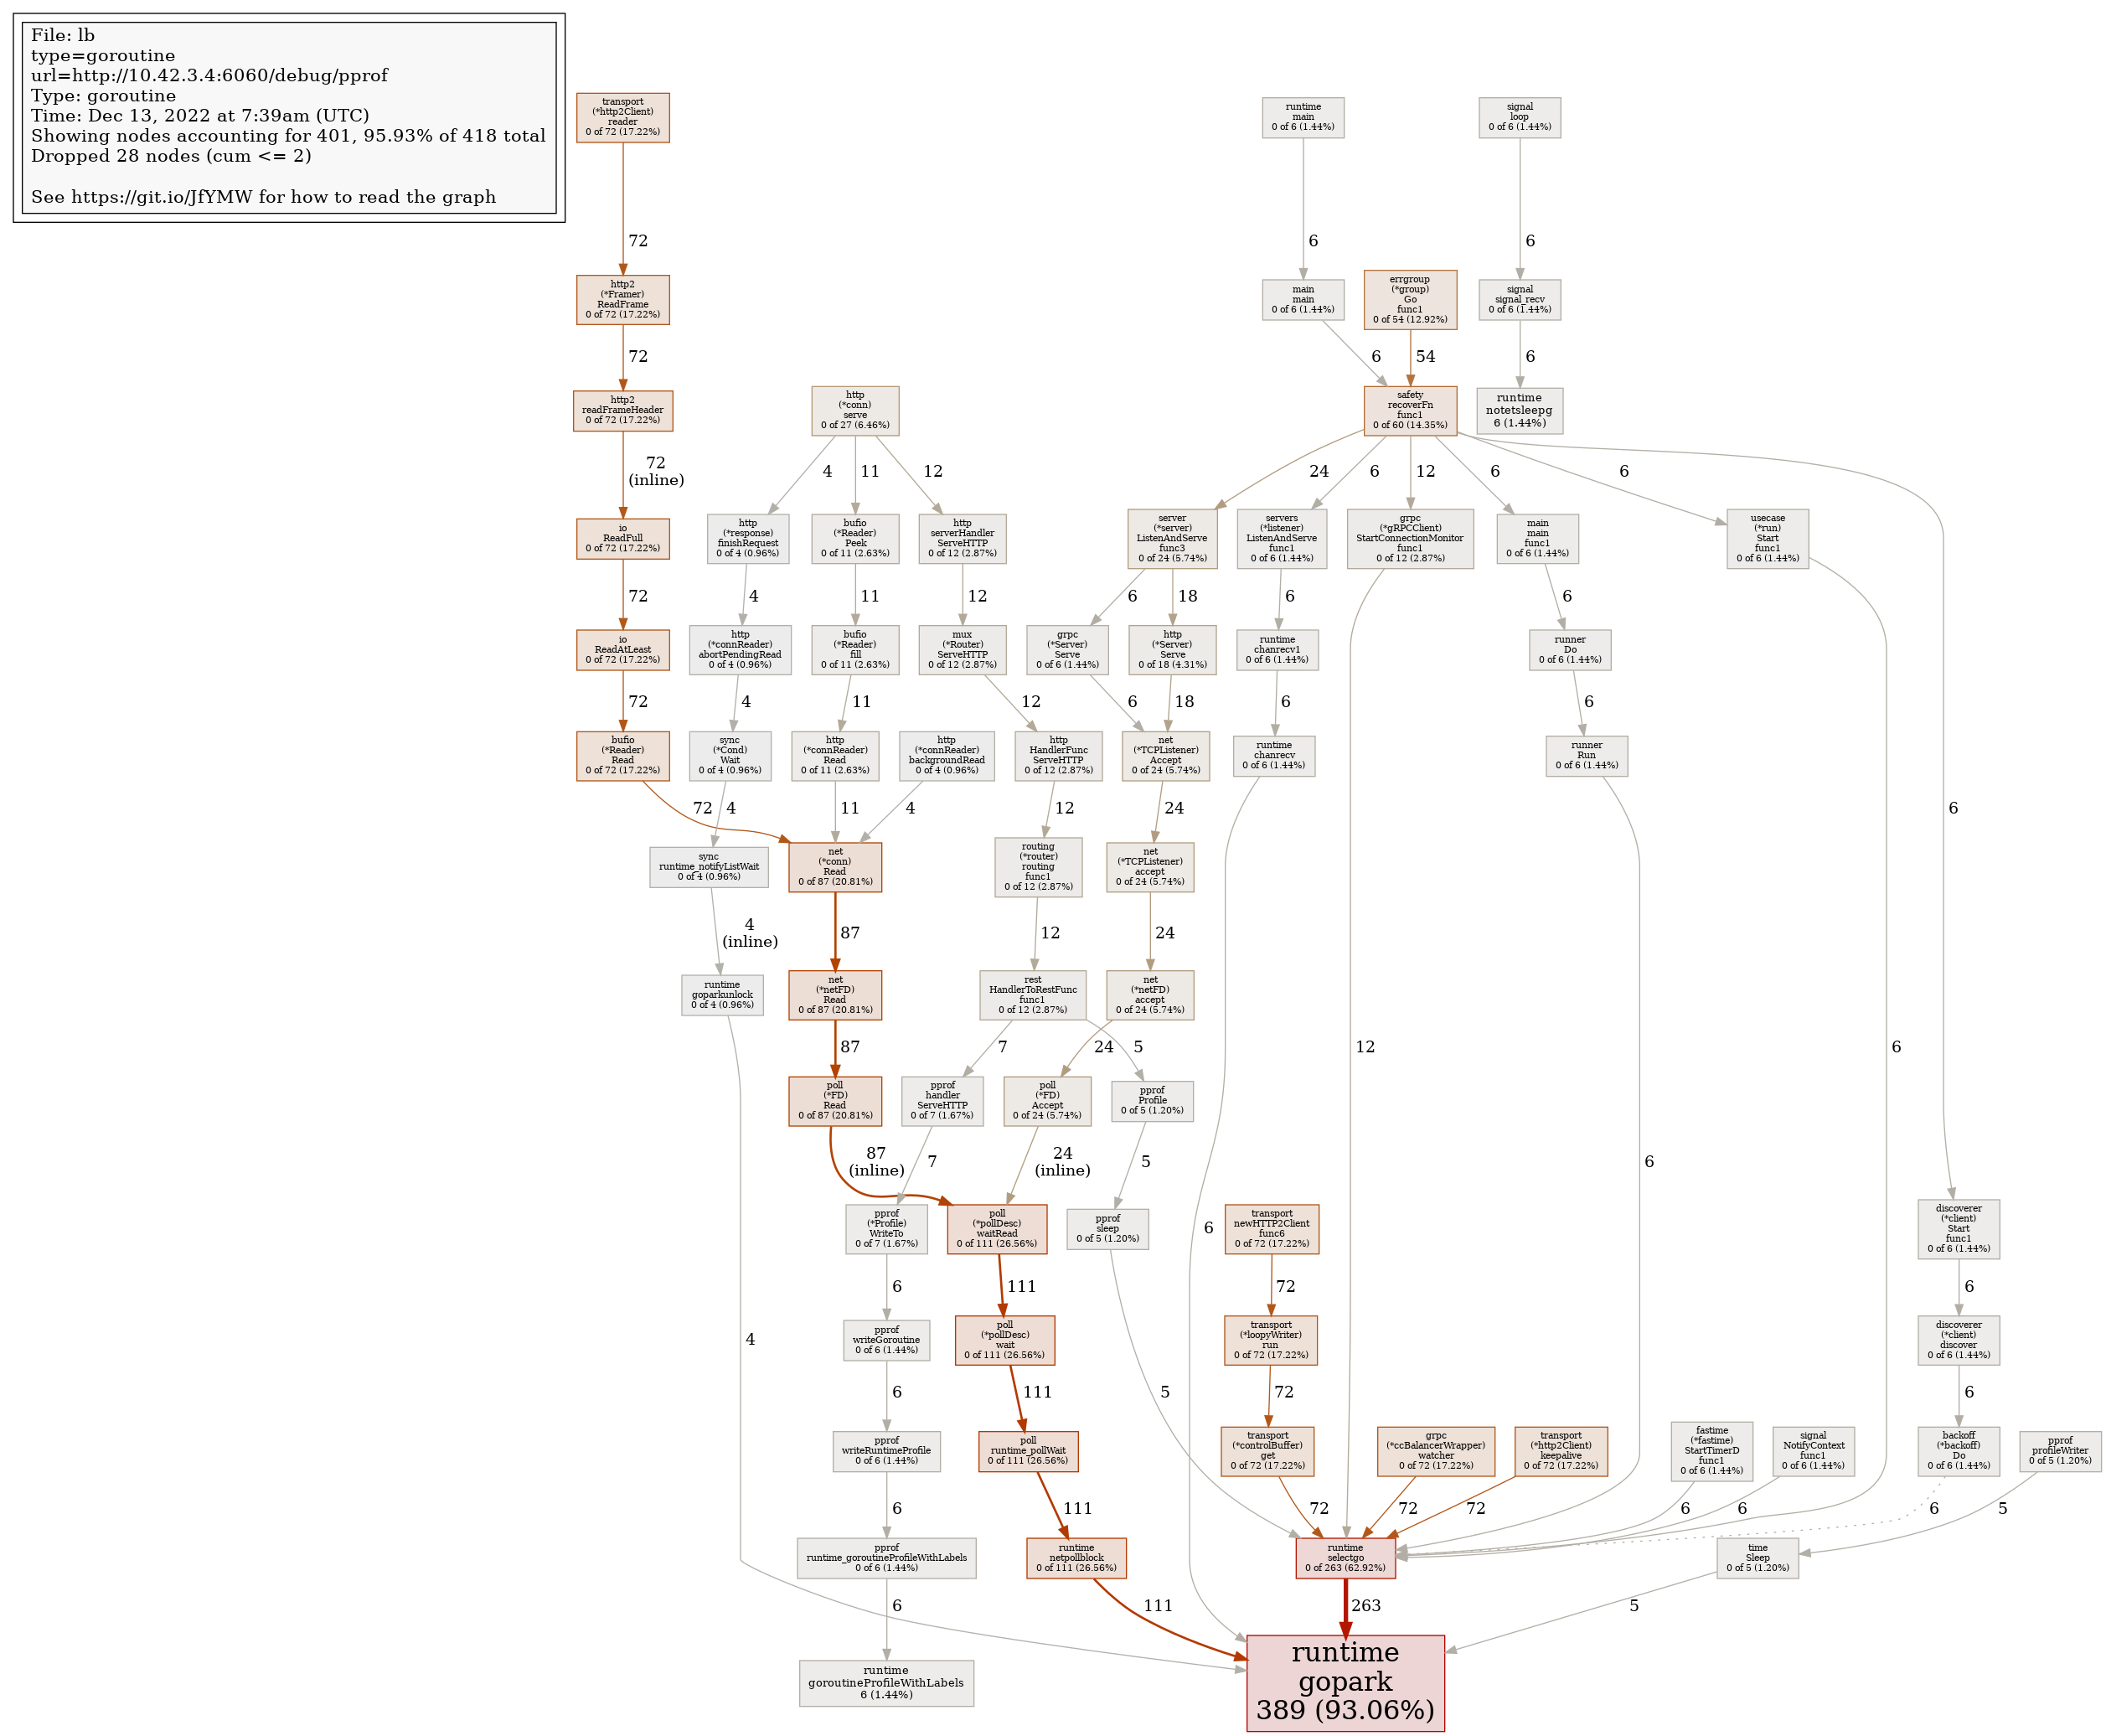 File: lb
type=goroutine
url=http://10.42.3.4:6060/debug/pprof
Type: goroutine
Time: Dec 13, 2022 at 7:39am (UTC)
Showing nodes accounting for 401, 95.93% of 418 total
Dropped 28 nodes (cum <= 2)
See https://git.io/JfYMW for how to read the graph
transport
(*http2Client)
reader
0 of 72 (17.22%)
runtime
main
0 of 6 (1.44%)
signal
loop
0 of 6 (1.44%)
72
6
6
http2
(*Framer)
ReadFrame
0 of 72 (17.22%)
main
main
0 of 6 (1.44%)
errgroup
(*group)
Go
func1
0 of 54 (12.92%)
signal
signal_recv
0 of 6 (1.44%)
72
6
54
6
http2
readFrameHeader
0 of 72 (17.22%)
http
(*conn)
serve
0 of 27 (6.46%)
safety
recoverFn
func1
0 of 60 (14.35%)
runtime
notetsleepg
6 (1.44%)
72
(inline)
4
11
12
24
6
12
6
6
6
io
ReadFull
0 of 72 (17.22%)
http
(*response)
finishRequest
0 of 4 (0.96%)
bufio
(*Reader)
Peek
0 of 11 (2.63%)
http
serverHandler
ServeHTTP
0 of 12 (2.87%)
server
(*server)
ListenAndServe
func3
0 of 24 (5.74%)
servers
(*listener)
ListenAndServe
func1
0 of 6 (1.44%)
grpc
(*gRPCClient)
StartConnectionMonitor
func1
0 of 12 (2.87%)
main
main
func1
0 of 6 (1.44%)
usecase
(*run)
Start
func1
0 of 6 (1.44%)
72
4
11
12
6
18
6
6
io
ReadAtLeast
0 of 72 (17.22%)
http
(*connReader)
abortPendingRead
0 of 4 (0.96%)
bufio
(*Reader)
fill
0 of 11 (2.63%)
mux
(*Router)
ServeHTTP
0 of 12 (2.87%)
grpc
(*Server)
Serve
0 of 6 (1.44%)
http
(*Server)
Serve
0 of 18 (4.31%)
runtime
chanrecv1
0 of 6 (1.44%)
runner
Do
0 of 6 (1.44%)
72
4
11
12
6
18
6
6
bufio
(*Reader)
Read
0 of 72 (17.22%)
sync
(*Cond)
Wait
0 of 4 (0.96%)
http
(*connReader)
Read
0 of 11 (2.63%)
http
(*connReader)
backgroundRead
0 of 4 (0.96%)
http
HandlerFunc
ServeHTTP
0 of 12 (2.87%)
net
(*TCPListener)
Accept
0 of 24 (5.74%)
runtime
chanrecv
0 of 6 (1.44%)
runner
Run
0 of 6 (1.44%)
72
4
11
4
12
24
sync
runtime_notifyListWait
0 of 4 (0.96%)
net
(*conn)
Read
0 of 87 (20.81%)
routing
(*router)
routing
func1
0 of 12 (2.87%)
net
(*TCPListener)
accept
0 of 24 (5.74%)
4
(inline)
87
12
24
runtime
goparkunlock
0 of 4 (0.96%)
net
(*netFD)
Read
0 of 87 (20.81%)
rest
HandlerToRestFunc
func1
0 of 12 (2.87%)
net
(*netFD)
accept
0 of 24 (5.74%)
87
7
24
5
12
6
poll
(*FD)
Read
0 of 87 (20.81%)
pprof
handler
ServeHTTP
0 of 7 (1.67%)
poll
(*FD)
Accept
0 of 24 (5.74%)
pprof
Profile
0 of 5 (1.20%)
87
(inline)
7
24
(inline)
5
6
6
pprof
(*Profile)
WriteTo
0 of 7 (1.67%)
poll
(*pollDesc)
waitRead
0 of 111 (26.56%)
pprof
sleep
0 of 5 (1.20%)
transport
newHTTP2Client
func6
0 of 72 (17.22%)
discoverer
(*client)
Start
func1
0 of 6 (1.44%)
6
111
72
6
4
pprof
writeGoroutine
0 of 6 (1.44%)
poll
(*pollDesc)
wait
0 of 111 (26.56%)
transport
(*loopyWriter)
run
0 of 72 (17.22%)
discoverer
(*client)
discover
0 of 6 (1.44%)
6
111
5
72
6
pprof
writeRuntimeProfile
0 of 6 (1.44%)
poll
runtime_pollWait
0 of 111 (26.56%)
transport
(*controlBuffer)
get
0 of 72 (17.22%)
grpc
(*ccBalancerWrapper)
watcher
0 of 72 (17.22%)
transport
(*http2Client)
keepalive
0 of 72 (17.22%)
fastime
(*fastime)
StartTimerD
func1
0 of 6 (1.44%)
signal
NotifyContext
func1
0 of 6 (1.44%)
backoff
(*backoff)
Do
0 of 6 (1.44%)
pprof
profileWriter
0 of 5 (1.20%)
6
111
72
72
72
6
6
6
5
pprof
runtime_goroutineProfileWithLabels
0 of 6 (1.44%)
runtime
netpollblock
0 of 111 (26.56%)
runtime
selectgo
0 of 263 (62.92%)
time
Sleep
0 of 5 (1.20%)
6
111
263
5
runtime
goroutineProfileWithLabels
6 (1.44%)
runtime
gopark
389 (93.06%)